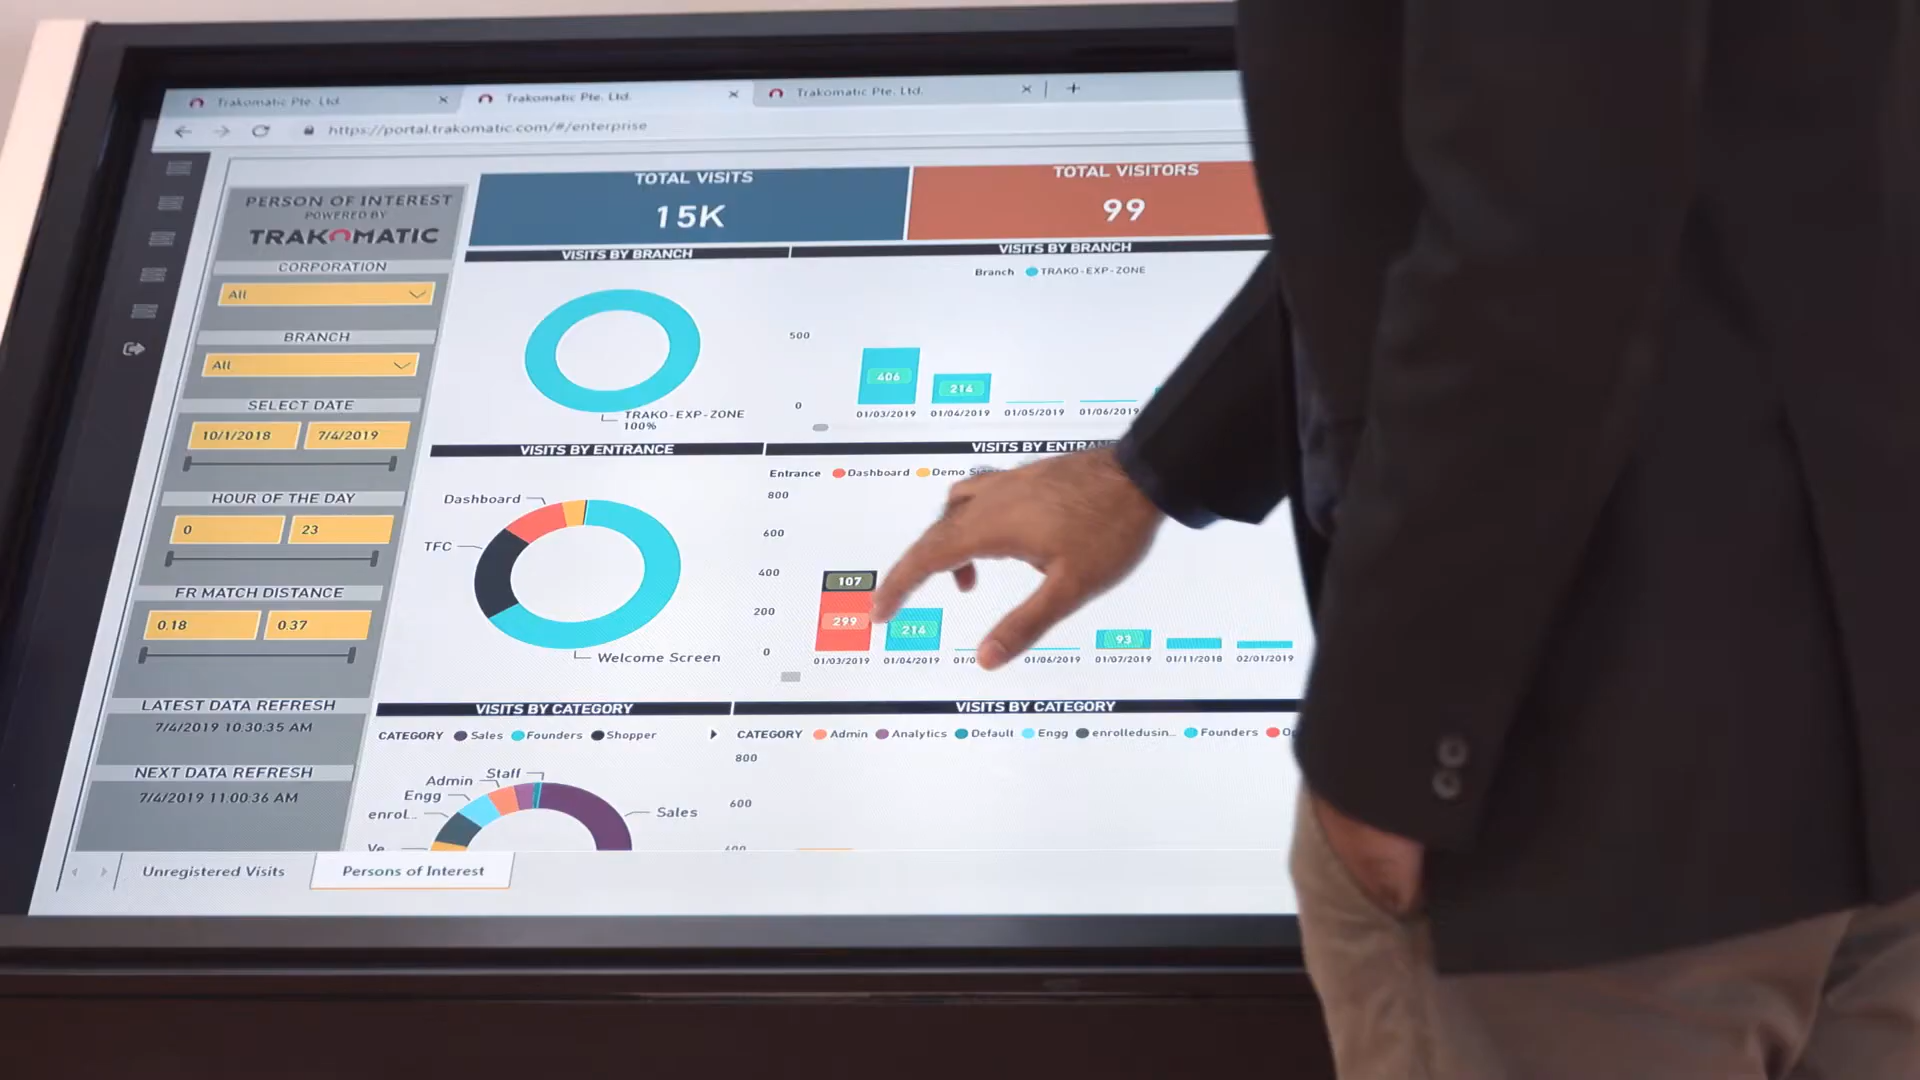 Trakomatic Pte. Ltd.
Trakomatic Pte. Ltd.
Trakomatic Pte. Ltd.
https://portal.trakomatic.com/#/enterprise
PERSON OF INTEREST
POWERED BY
TRAKOMATIC
CORPORATION
All
BRANCH
All
SELECT DATE
10/1/2018 7/4/2019
HOUR OF THE DAY
0 23
FR MATCH DISTANCE
0.18 0.37
LATEST DATA REFRESH
7/4/2019 10:30:35 AM
NEXT DATA REFRESH
7/4/2019 11:00:36 AM
TOTAL VISITS
15K
TOTAL VISITORS
99
VISITS BY BRANCH
TRAKO-EXP-ZONE
100%
VISITS BY BRANCH
Branch TRAKO-EXP-ZONE
500
406
214
0
01/03/2019 01/04/2019 01/05/2019 01/06/2019
VISITS BY ENTRANCE
Dashboard
TFC
Welcome Screen
VISITS BY
Entrance Dashboard Demo
800
600
400
107
200
299
214
93
0
01/03/2019 01/04/2019 01/06/2019 01/07/2019 01/11/2018 02/01/2019
VISITS BY CATEGORY
CATEGORY Sales Founders Shopper
Staff
Admin
Engg
enrol...
Sales
VISITS BY CATEGORY
CATEGORY Admin Analytics Default Engg enrolledusin... Founders
800
600
400
Unregistered Visits Persons of Interest